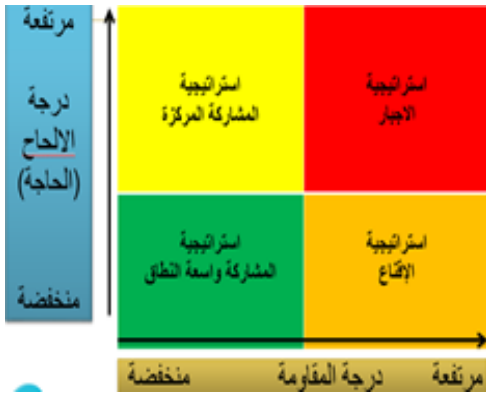 مرتفعة
درجة
الالحاح
(الحاجة)
منخفضة
استراتيجية
المشاركة المركزة
استراتيجية
الاجبار
استراتيجية
المشاركة واسعة النطاق
استراتيجية
الإقناع
منخفضة درجة المقاومة مرتفعة